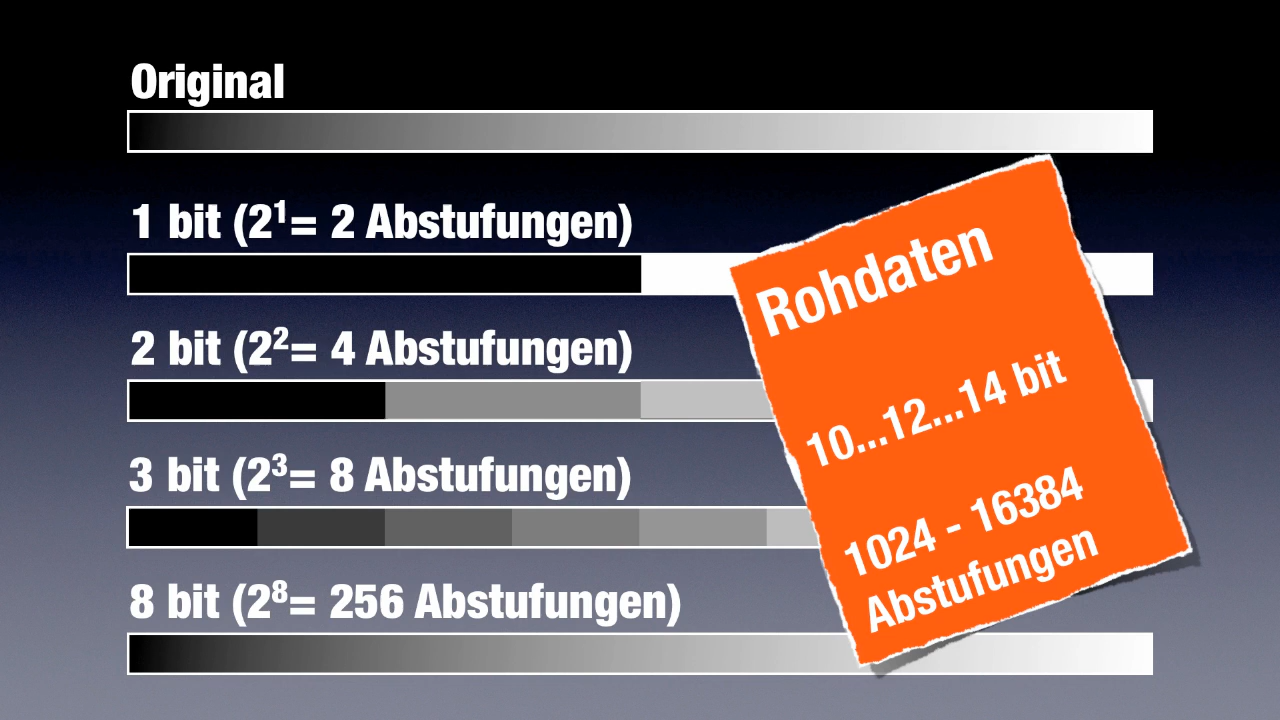 Original
1 bit (2¹= 2 Abstufungen)
2 bit (2²= 4 Abstufungen)
3 bit (2³= 8 Abstufungen)
8 bit (2⁸= 256 Abstufungen)
Rohdaten
10...12...14 bit
1024 - 16384
Abstufungen